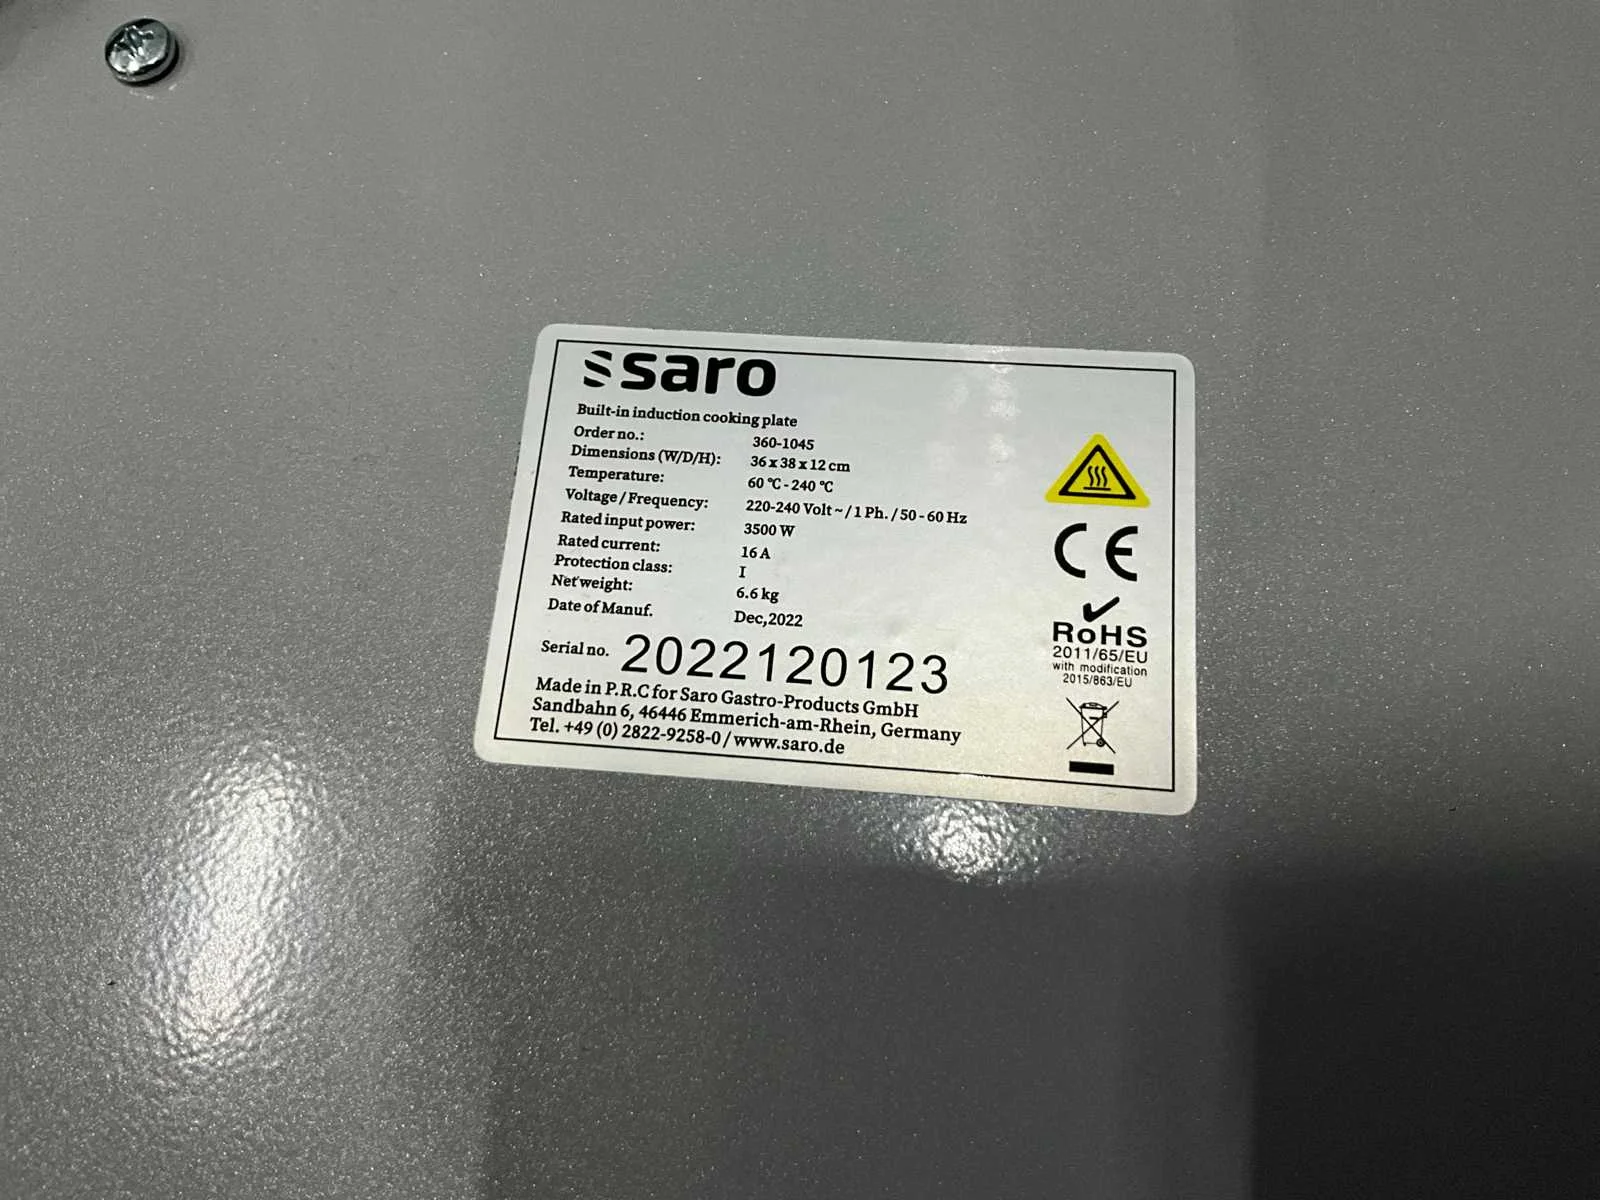 saro
Built-in induction cooking plate
Order no.: 360-1045
Dimensions (W/D/H): 36 x 38 x 12 cm
Temperature: 60 °C - 240 °C
Voltage / Frequency: 220-240 Volt ~ / 1 Ph. / 50 - 60 Hz
Rated input power: 3500 W
Rated current: 16 A
Protection class: I
Net weight: 6.6 kg
Date of Manuf. Dec,2022
Serial no. 2022120123
Made in P.R.C for Saro Gastro-Products GmbH
Sandbahn 6, 46446 Emmerich-am-Rhein, Germany
Tel. +49 (0) 2822-9258-0 / www.saro.de
CE
RoHS
2011/65/EU
with modification
2015/863/EU